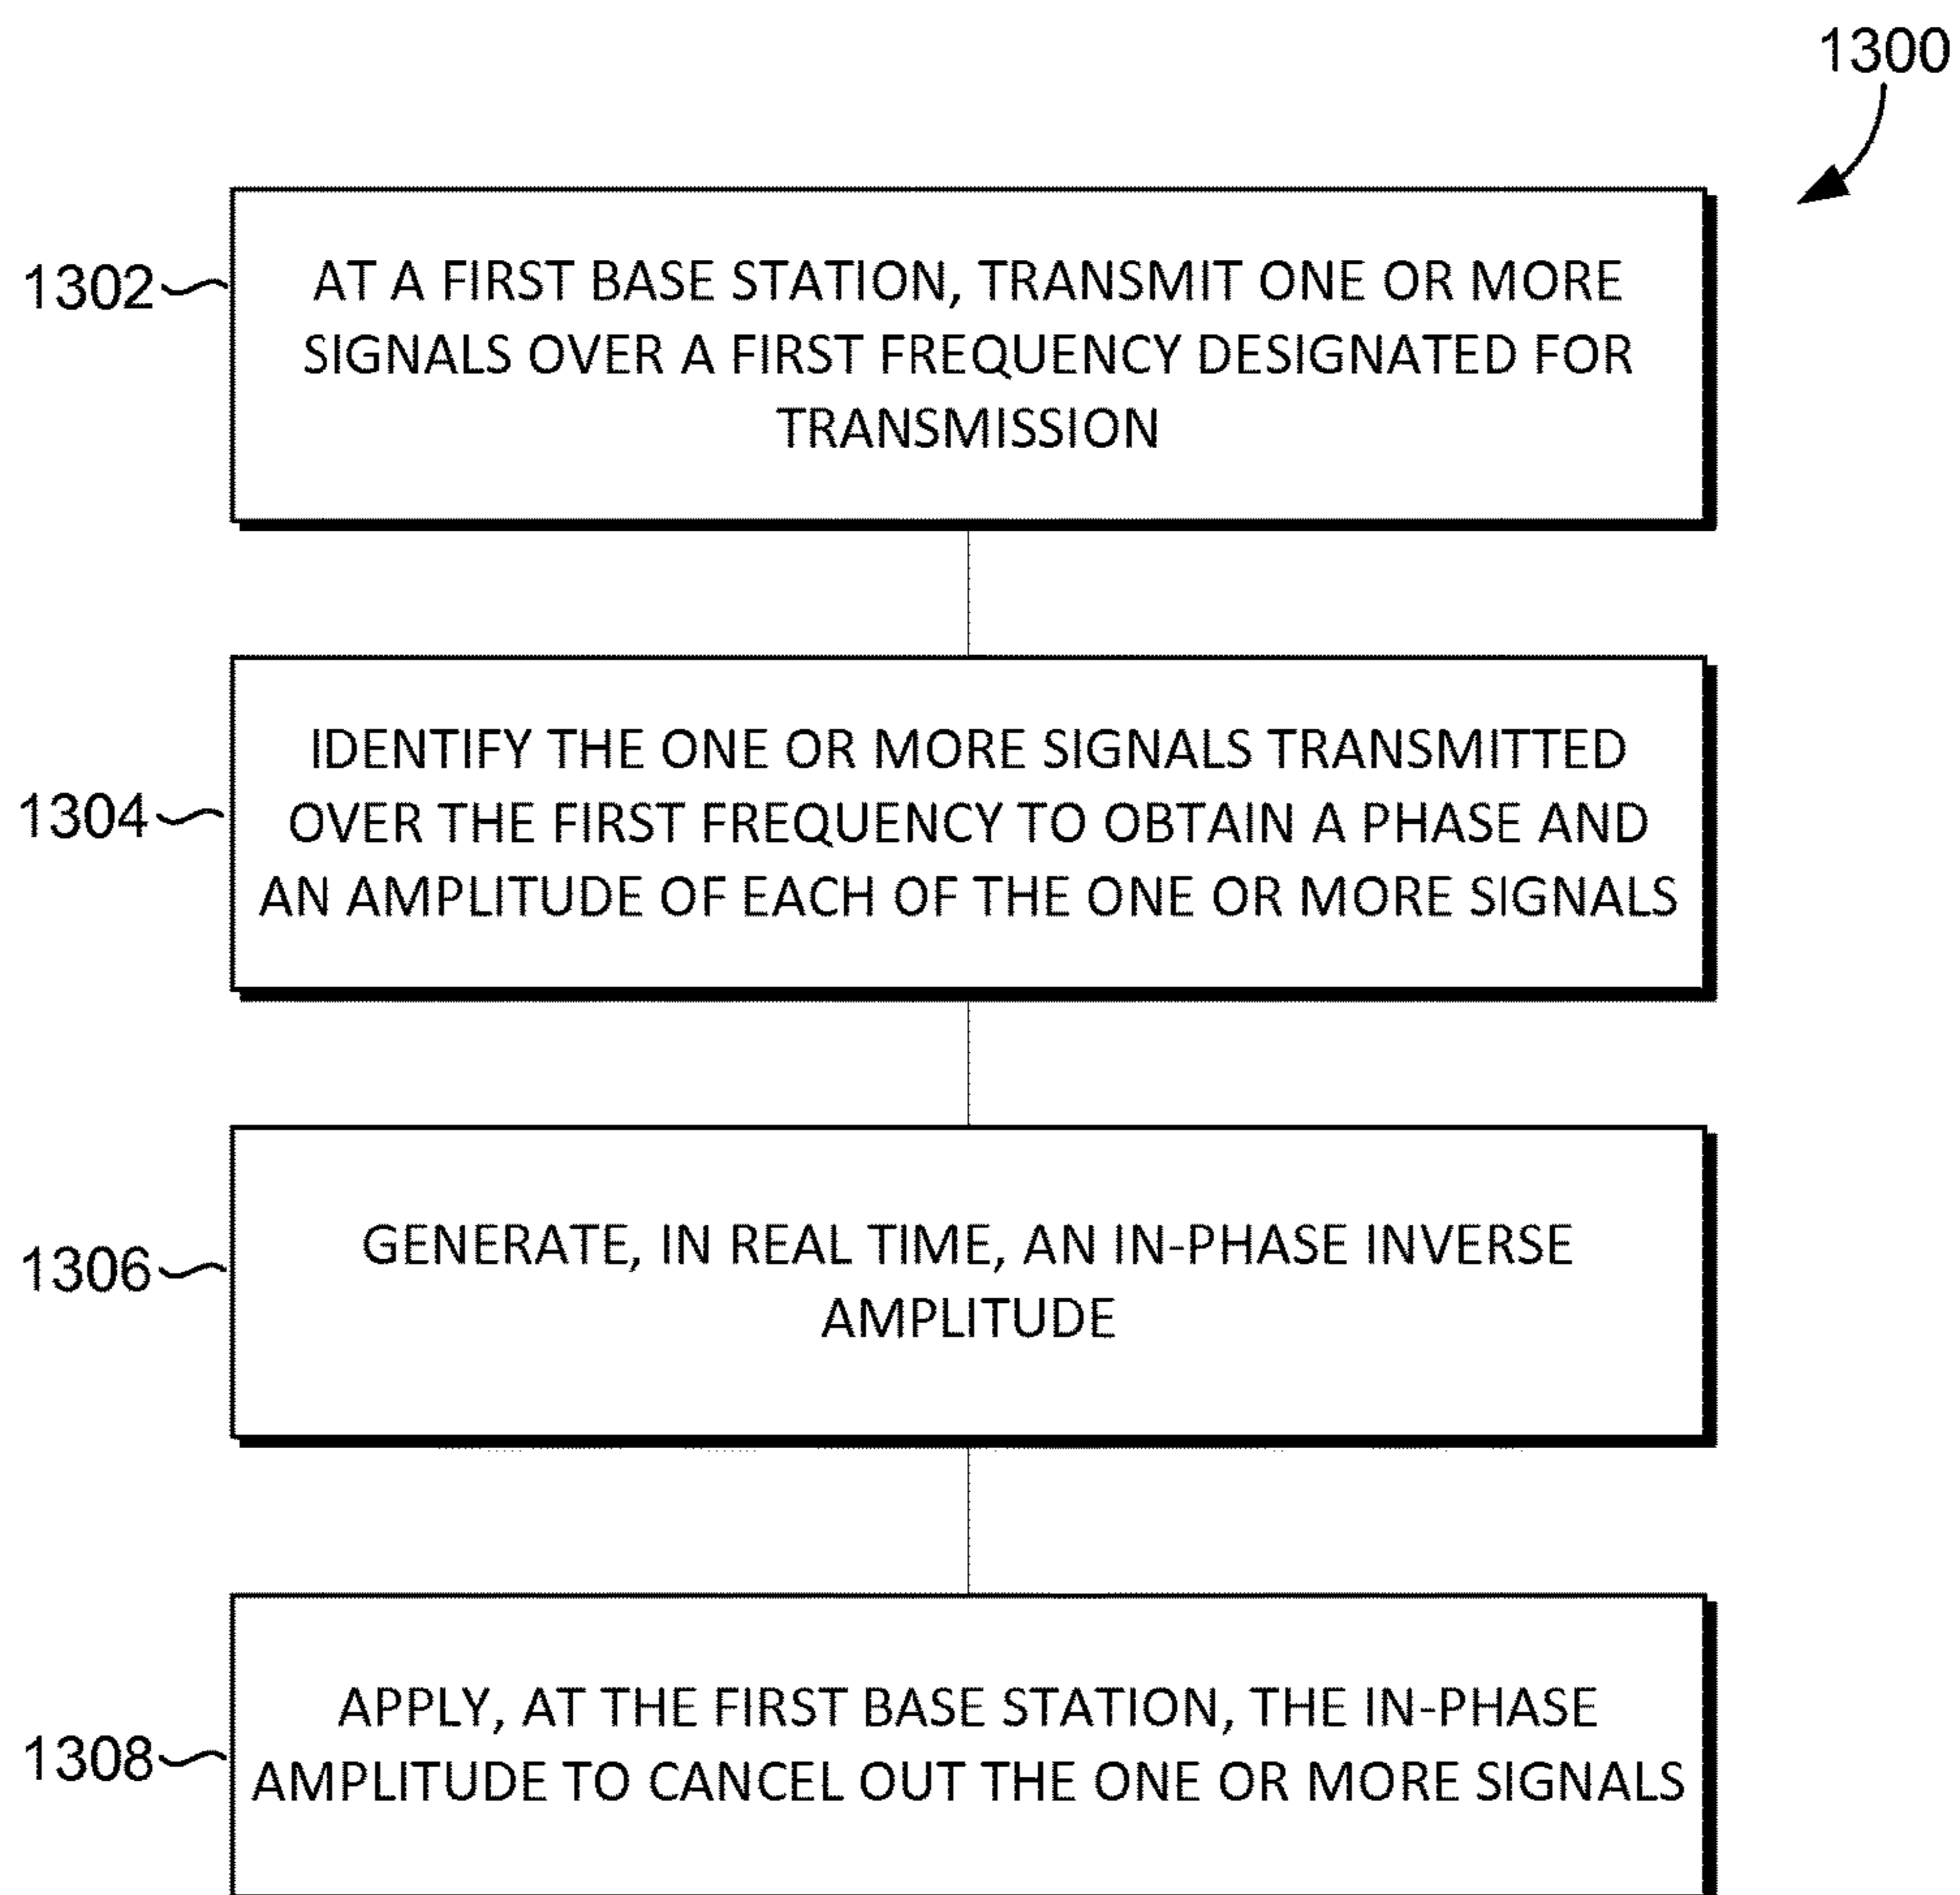 1300
1302
AT A FIRST BASE STATION, TRANSMIT ONE OR MORE
SIGNALS OVER A FIRST FREQUENCY DESIGNATED FOR
TRANSMISSION
1304
IDENTIFY THE ONE OR MORE SIGNALS TRANSMITTED
OVER THE FIRST FREQUENCY TO OBTAIN A PHASE AND
AN AMPLITUDE OF EACH OF THE ONE OR MORE SIGNALS
1306
GENERATE, IN REAL TIME, AN IN-PHASE INVERSE
AMPLITUDE
1308
APPLY, AT THE FIRST BASE STATION, THE IN-PHASE
AMPLITUDE TO CANCEL OUT THE ONE OR MORE SIGNALS